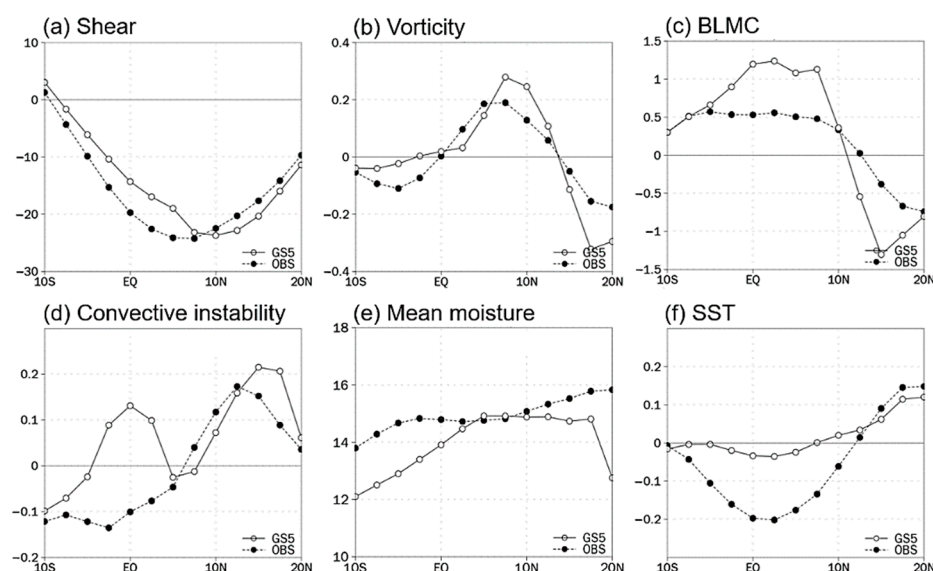 (a) Shear
10
0
−10
−20
−30
10S
EQ
10N
20N
GS5
OBS
(b) Vorticity
0.4
0.2
0
−0.2
−0.4
10S
EQ
10N
20N
GS5
OBS
(c) BLMC
1.5
1
0.5
0
−0.5
−1
−1.5
10S
EQ
10N
20N
GS5
OBS
(d) Convective instability
0.2
0.1
0
−0.1
−0.2
10S
EQ
10N
20N
GS5
OBS
(e) Mean moisture
18
16
14
12
10
10S
EQ
10N
20N
GS5
OBS
(f) SST
0.2
0.1
0
−0.1
−0.2
10S
EQ
10N
20N
GS5
OBS